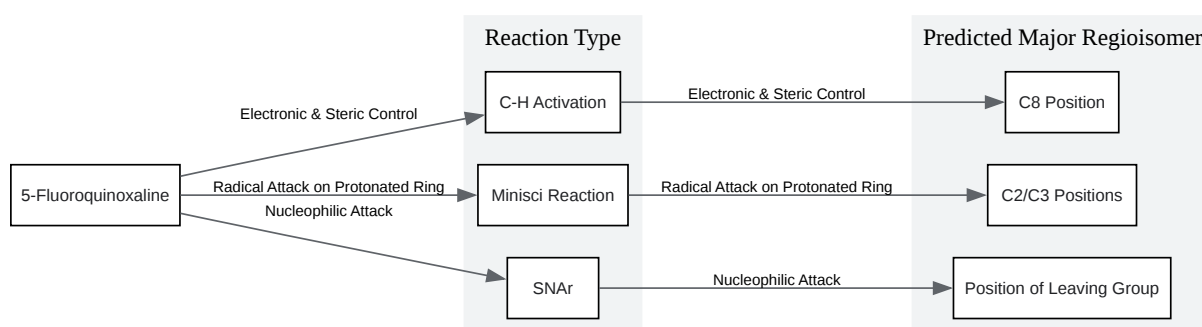 Reaction Type
Predicted Major Regioisomer
C-H Activation
Electronic & Steric Control
C8 Position
Electronic & Steric Control
5-Fluoroquinoxaline
Radical Attack on Protonated Ring
Minisci Reaction
Radical Attack on Protonated Ring
C2/C3 Positions
Nucleophilic Attack
SNAr
Nucleophilic Attack
Position of Leaving Group